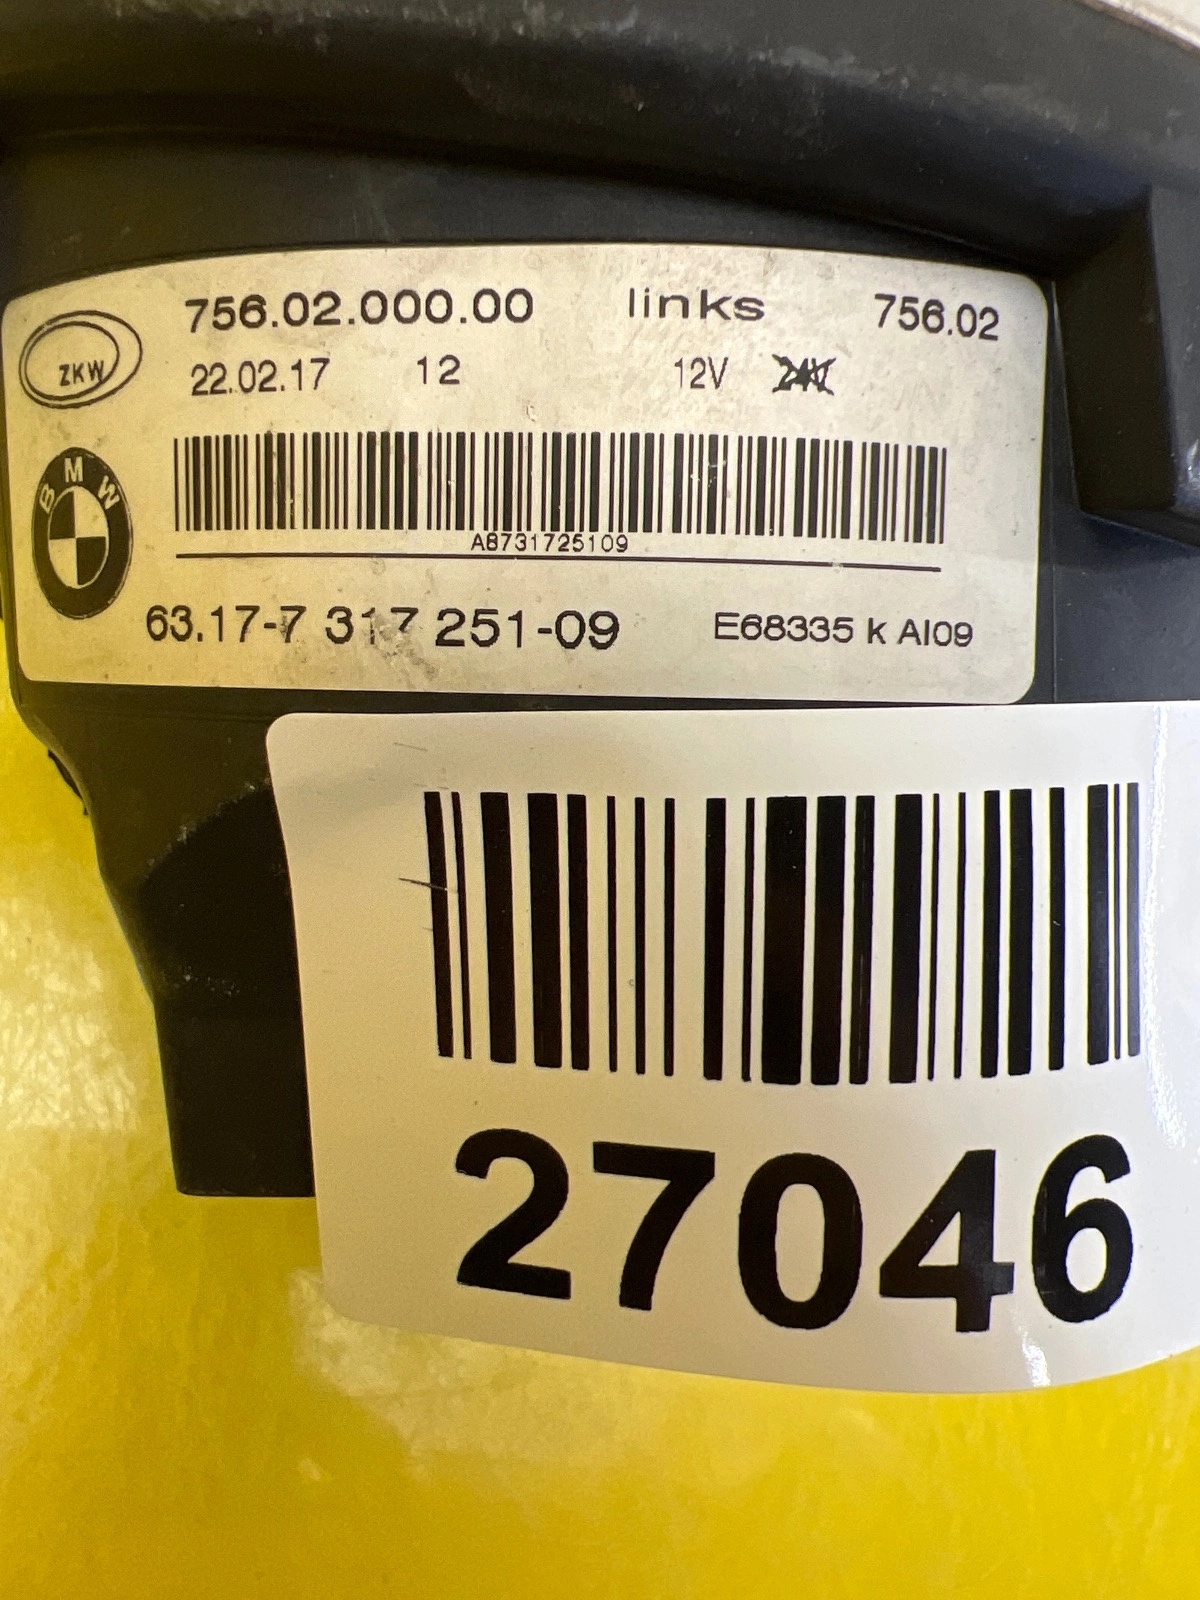 756.02.000.00 links 756.02
ZKW
22.02.17 12 12V 24V
BMW
A8731725109
63.17-7 317 251-09 E68335 K AI09
27046